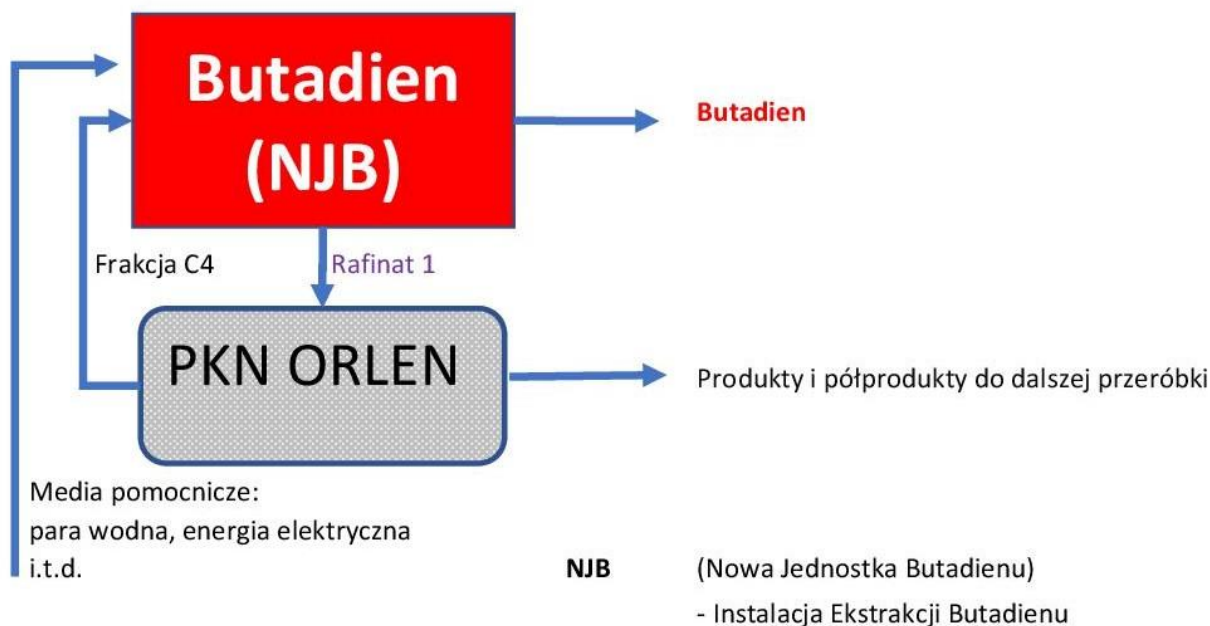 Butadien
(NJB)
Butadien
Frakcja C4
Rafinat 1
PKN ORLEN
Produkty i półprodukty do dalszej przeróbki
Media pomocnicze:
para wodna, energia elektryczna
i.t.d.
NJB (Nowa Jednostka Butadienu)
- Instalacja Ekstrakcji Butadienu